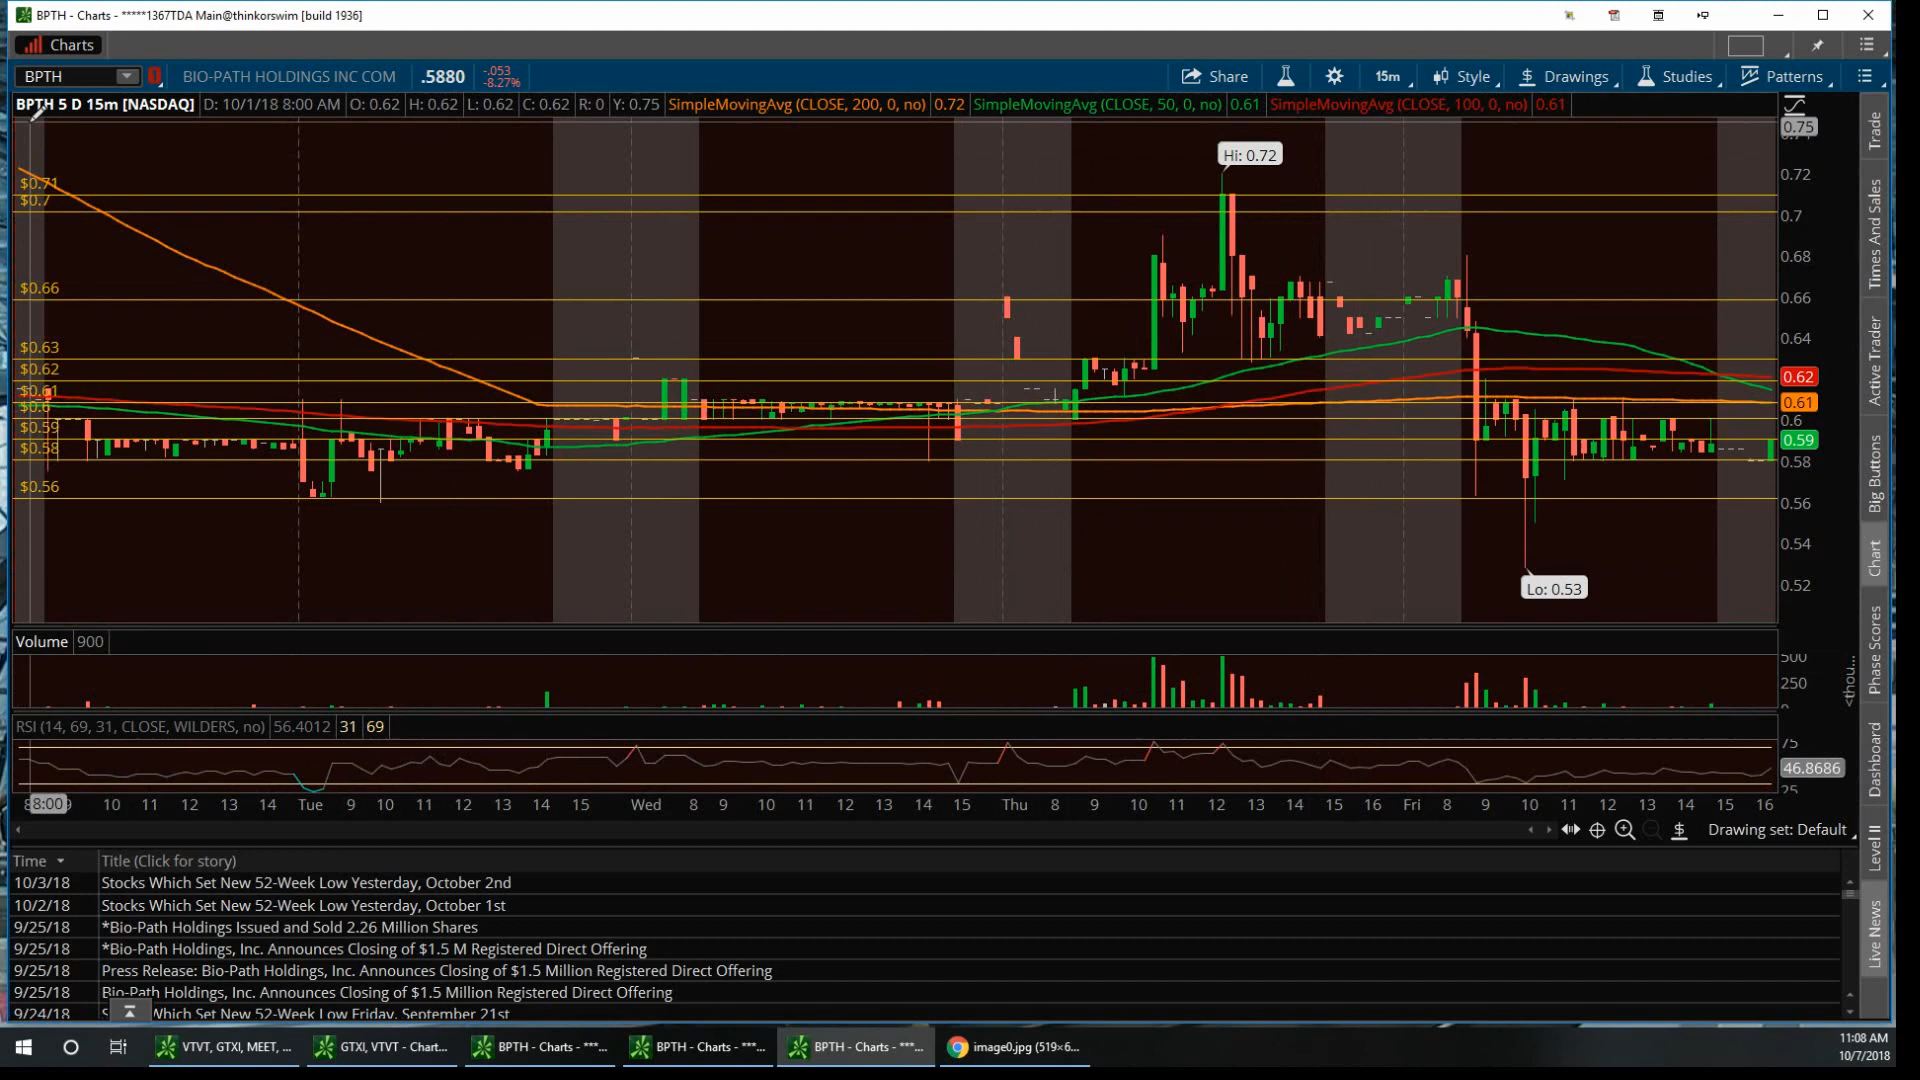 BPTH - Charts - *****1367TDA Main@thinkorswim [build 1936]
Charts
BPTH BIO-PATH HOLDINGS INC COM .5880 -.053 -8.27% Share 15m Style Drawings Studies Patterns
BPTH 5 D 15m [NASDAQ] D: 10/1/18 8:00 AM O: 0.62 H: 0.62 L: 0.62 C: 0.62 R: 0 Y: 0.75 SimpleMovingAvg (CLOSE, 200, 0, no) 0.72 SimpleMovingAvg (CLOSE, 50, 0, no) 0.61 SimpleMovingAvg (CLOSE, 100, 0, no) 0.61
0.75
Hi: 0.72
0.72
$0.71
$0.7
0.7
0.68
$0.66
0.66
0.64
$0.63
$0.62
0.62
$0.61
0.61
$0.6
0.6
$0.59
0.59
$0.58
0.58
$0.56
0.56
0.54
Lo: 0.53
0.52
Volume 900
500
250
0
<thou...
RSI (14, 69, 31, CLOSE, WILDERS, no) 56.4012 31 69
75
46.8686
25
8:00 9 10 11 12 13 14 Tue 9 10 11 12 13 14 15 Wed 8 9 10 11 12 13 14 15 Thu 8 9 10 11 12 13 14 15 16 Fri 8 9 10 11 12 13 14 15 16
Drawing set: Default
Time Title (Click for story)
10/3/18 Stocks Which Set New 52-Week Low Yesterday, October 2nd
10/2/18 Stocks Which Set New 52-Week Low Yesterday, October 1st
9/25/18 *Bio-Path Holdings Issued and Sold 2.26 Million Shares
9/25/18 *Bio-Path Holdings, Inc. Announces Closing of $1.5 M Registered Direct Offering
9/25/18 Press Release: Bio-Path Holdings, Inc. Announces Closing of $1.5 Million Registered Direct Offering
9/25/18 Bio-Path Holdings, Inc. Announces Closing of $1.5 Million Registered Direct Offering
9/24/18 Which Set New 52-Week Low Friday, September 21st
Trade
Times And Sales
Active Trader
Big Buttons
Chart
Phase Scores
Dashboard
Level II
Live News
VTVT, GTXI, MEET, ... GTXI, VTVT - Chart... BPTH - Charts - ***... BPTH - Charts - ***... BPTH - Charts - ***... image0.jpg (519×6...
11:08 AM
10/7/2018